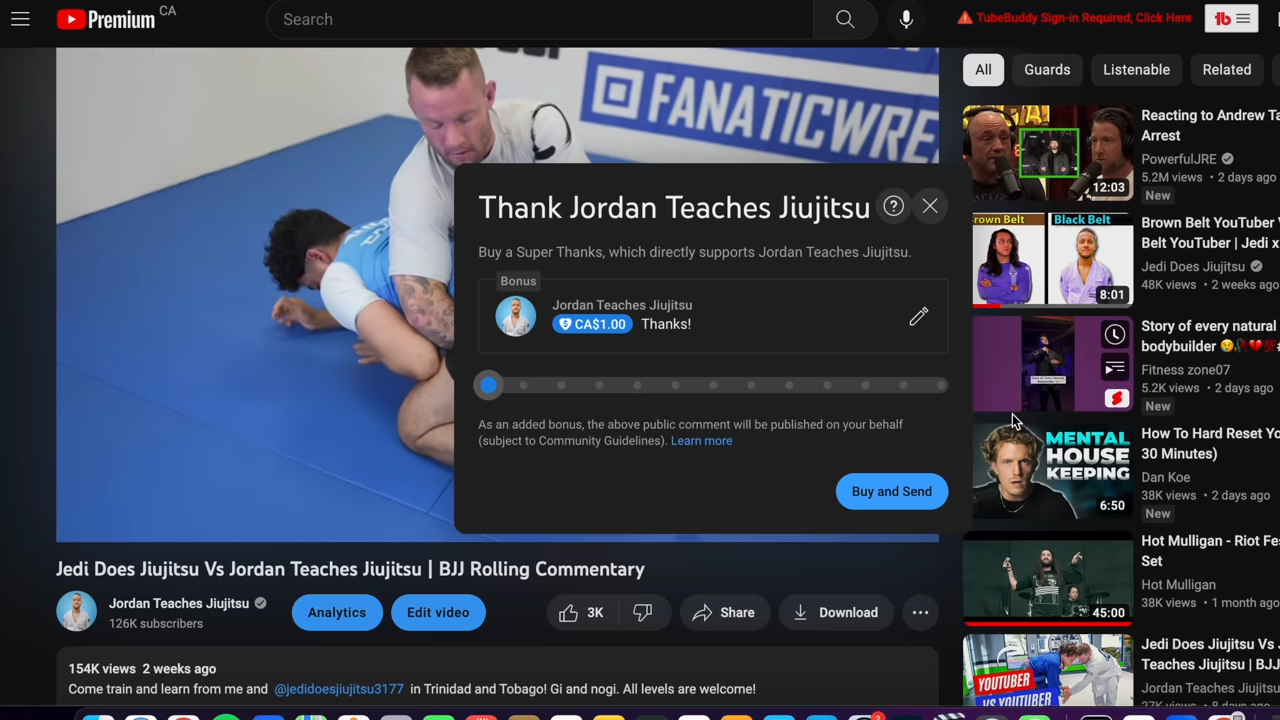 Premium CA
Search
TubeBuddy Sign-in Required, Click Here
tb
FANATICWRE
All
Guards
Listenable
Related
Thank Jordan Teaches Jiujitsu
Buy a Super Thanks, which directly supports Jordan Teaches Jiujitsu.
Bonus
Jordan Teaches Jiujitsu
CA$1.00 Thanks!
As an added bonus, the above public comment will be published on your behalf
(subject to Community Guidelines). Learn more
Buy and Send
Jedi Does Jiujitsu Vs Jordan Teaches Jiujitsu | BJJ Rolling Commentary
Jordan Teaches Jiujitsu
126K subscribers
Analytics
Edit video
3K
Share
Download
154K views 2 weeks ago
Come train and learn from me and @jedidoesjiujitsu3177 in Trinidad and Tobago! Gi and nogi. All levels are welcome!
12:03
Reacting to Andrew Ta
Arrest
PowerfulJRE
5.2M views • 2 days ago
New
Brown Belt
Black Belt
8:01
Brown Belt YouTuber
Belt YouTuber | Jedi x
Jedi Does Jiujitsu
48K views • 2 weeks ago
Story of every natural
bodybuilder
Fitness zone07
5.2K views • 2 days ago
New
MENTAL
HOUSE
KEEPING
6:50
How To Hard Reset Yo
30 Minutes)
Dan Koe
38K views • 2 days ago
New
45:00
Hot Mulligan - Riot Fes
Set
Hot Mulligan
38K views • 1 month ago
YOUTUBER
VS YOUTUBER
Jedi Does Jiujitsu Vs
Jordan Teaches Jiujitsu | BJJ
Jordan Teaches Jiujitsu